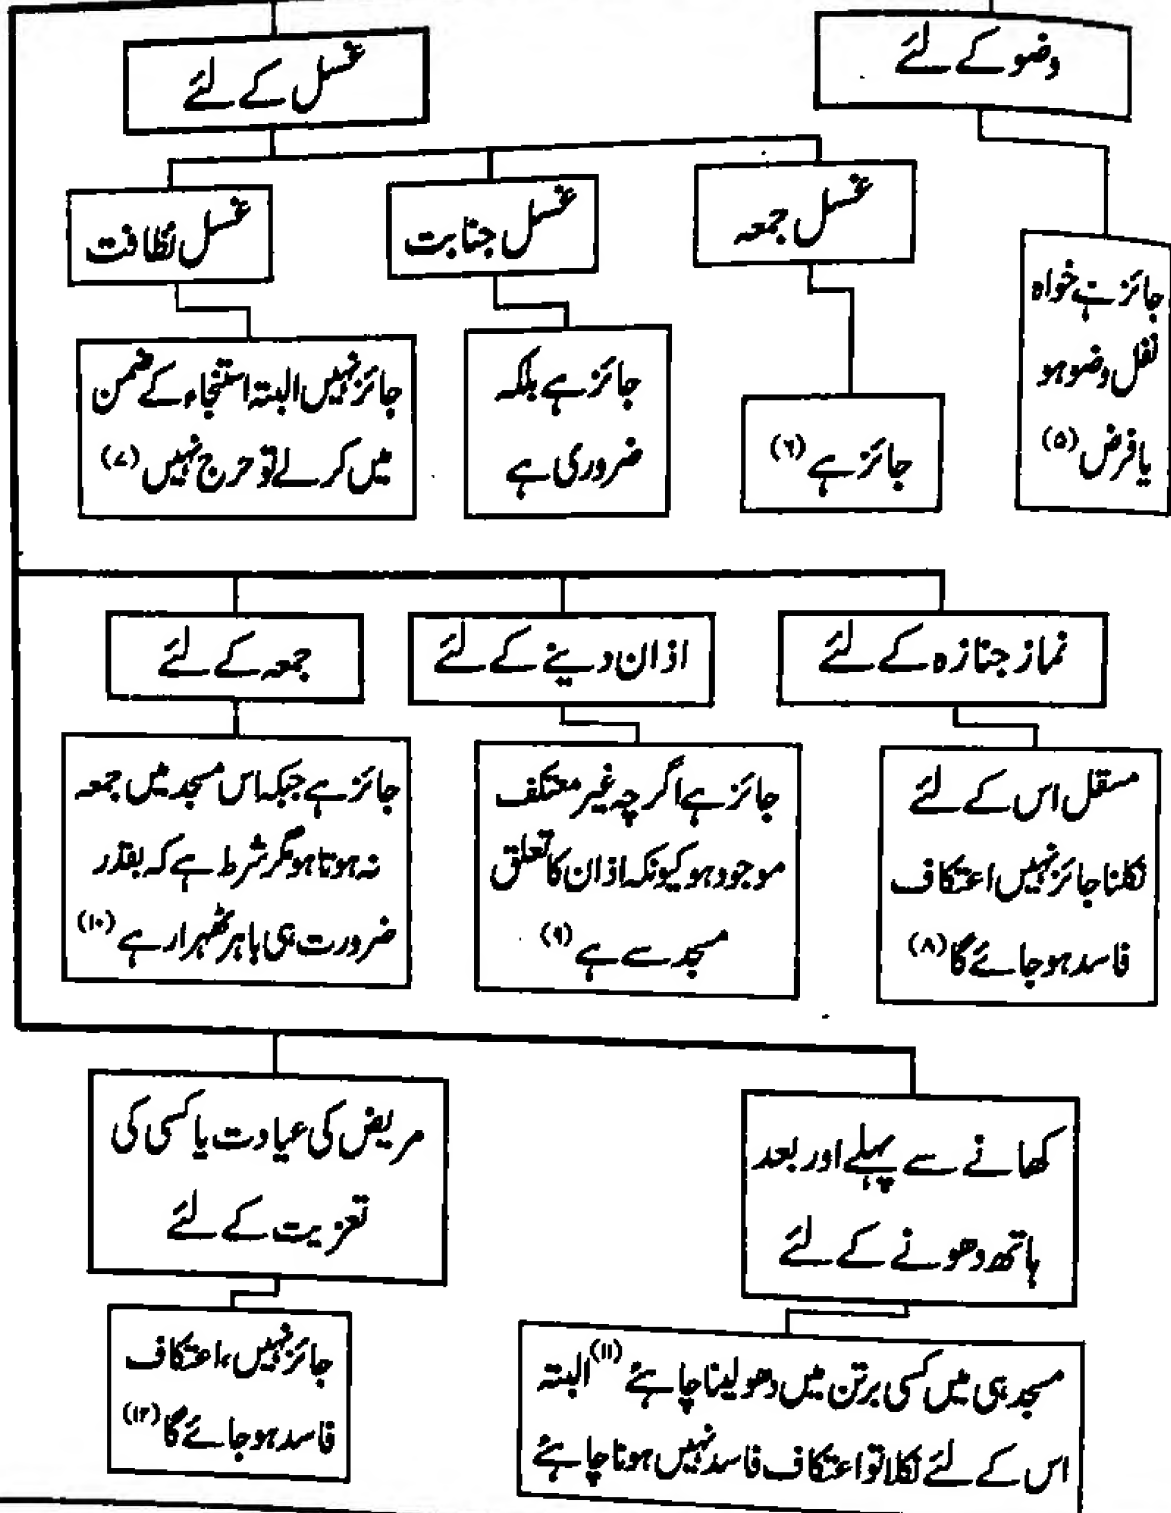 وضو کے لئے
جائز ہے خواہ
نفل وضو ہو
یا فرض (۵)
غسل کے لئے
غسل جمعہ
جائز ہے (۶)
غسل جنابت
جائز ہے بلکہ
ضروری ہے
غسل نظافت
جائز نہیں البتہ استنجاء کے ضمن
میں کرلے تو حرج نہیں (۷)
نماز جنازہ کے لئے
مستقل اس کے لئے
نکلنا جائز نہیں اعتکاف
فاسد ہو جائے گا (۸)
اذان دینے کے لئے
جائز ہے اگرچہ غیر معتکف
موجود ہو کیونکہ اذان کا تعلق
مسجد سے ہے (۹)
جمعہ کے لئے
جائز ہے جبکہ اس مسجد میں جمعہ
نہ ہوتا ہو مگر شرط ہے کہ بقدر
ضرورت ہی باہر ٹھہرا رہے (۱۰)
کھانے سے پہلے اور بعد
ہاتھ دھونے کے لئے
مسجد ہی میں کسی برتن میں دھو لینا چاہئے (۱۱) البتہ
اس کے لئے نکلا تو اعتکاف فاسد نہیں ہونا چاہئے
مریض کی عیادت یا کسی کی
تعزیت کے لئے
جائز نہیں، اعتکاف
فاسد ہو جائے گا (۱۲)